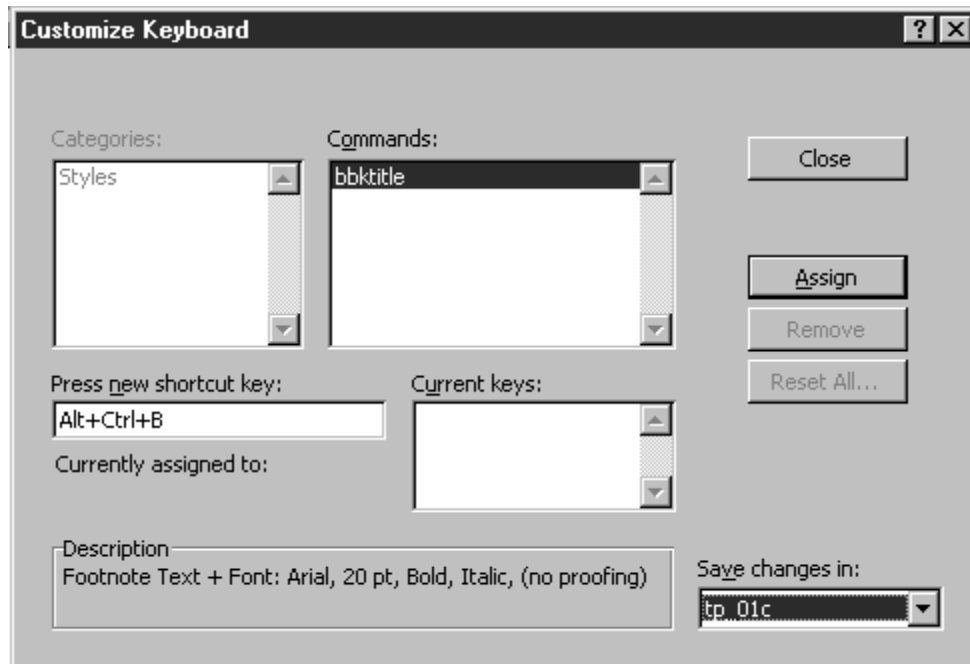 Customize Keyboard
Categories:
Commands:
Styles
bbktitle
Close
Assign
Remove
Reset All...
Press new shortcut key:
Current keys:
Alt+Ctrl+B
Currently assigned to:
Description
Footnote Text + Font: Arial, 20 pt, Bold, Italic, (no proofing)
Save changes in:
tp_01c